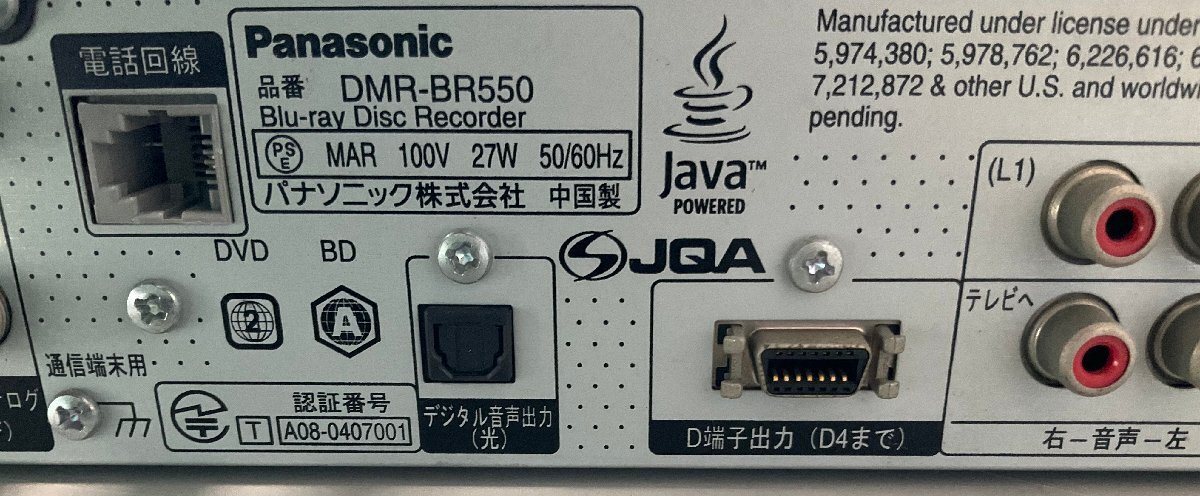 電話回線
Panasonic
品番 DMR-BR550
Blu-ray Disc Recorder
PSE MAR 100V 27W 50/60Hz
パナソニック株式会社 中国製
Java™
POWERED
Manufactured under license under
5,974,380; 5,978,762; 6,226,616; 6
7,212,872 & other U.S. and worldwi
pending.
DVD BD
2 A
JQA
通信端末用
認証番号
T A08-0407001
デジタル音声出力
(光)
D端子出力 (D4まで)
(L1)
テレビへ
右-音声-左